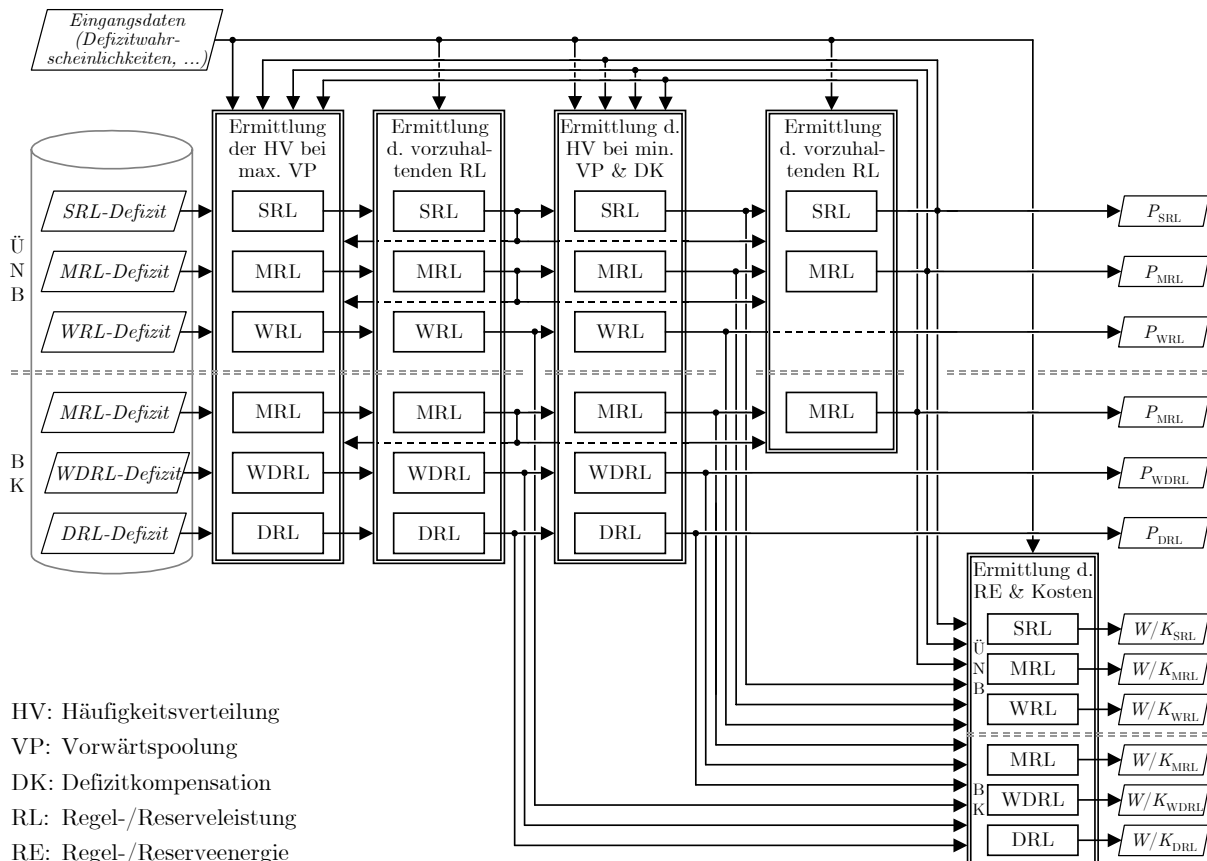 Eingangsdaten
(Defizitwahr-
scheinlichkeiten, ...)
Ermittlung
der HV bei
max. VP
Ermittlung
d. vorzuhal-
tenden RL
Ermittlung d.
HV bei min.
VP & DK
Ermittlung
d. vorzuhal-
tenden RL
SRL-Defizit
SRL
SRL
SRL
SRL
P_SRL
ÜNB
MRL-Defizit
MRL
MRL
MRL
MRL
P_MRL
WRL-Defizit
WRL
WRL
WRL
P_WRL
MRL-Defizit
MRL
MRL
MRL
MRL
P_MRL
BK
WDRL-Defizit
WDRL
WDRL
WDRL
P_WDRL
DRL-Defizit
DRL
DRL
DRL
P_DRL
Ermittlung d.
RE & Kosten
SRL
W/K_SRL
ÜNB
MRL
W/K_MRL
WRL
W/K_WRL
MRL
W/K_MRL
BK
WDRL
W/K_WDRL
DRL
W/K_DRL
HV: Häufigkeitsverteilung
VP: Vorwärtspoolung
DK: Defizitkompensation
RL: Regel-/Reserveleistung
RE: Regel-/Reserveenergie